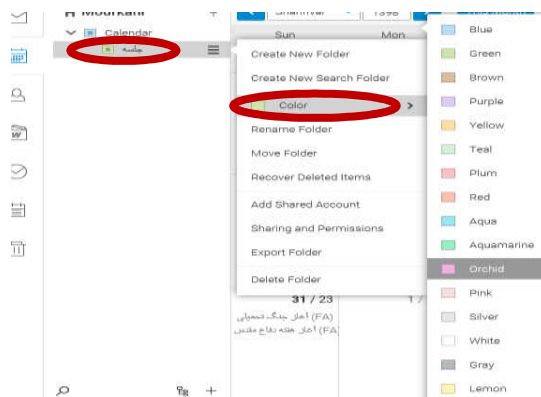 Mourkani
+
1398
Calendar
جلسه
Sun
Mon
Create New Folder
Create New Search Folder
Color
Rename Folder
Move Folder
Recover Deleted Items
Add Shared Account
Sharing and Permissions
Export Folder
Delete Folder
Blue
Green
Brown
Purple
Yellow
Teal
Plum
Red
Aqua
Aquamarine
Orchid
Pink
Silver
White
Gray
Lemon
31 / 23
(FA) آغاز جنگ تحمیلی
(FA) آغاز هفته دفاع مقدس